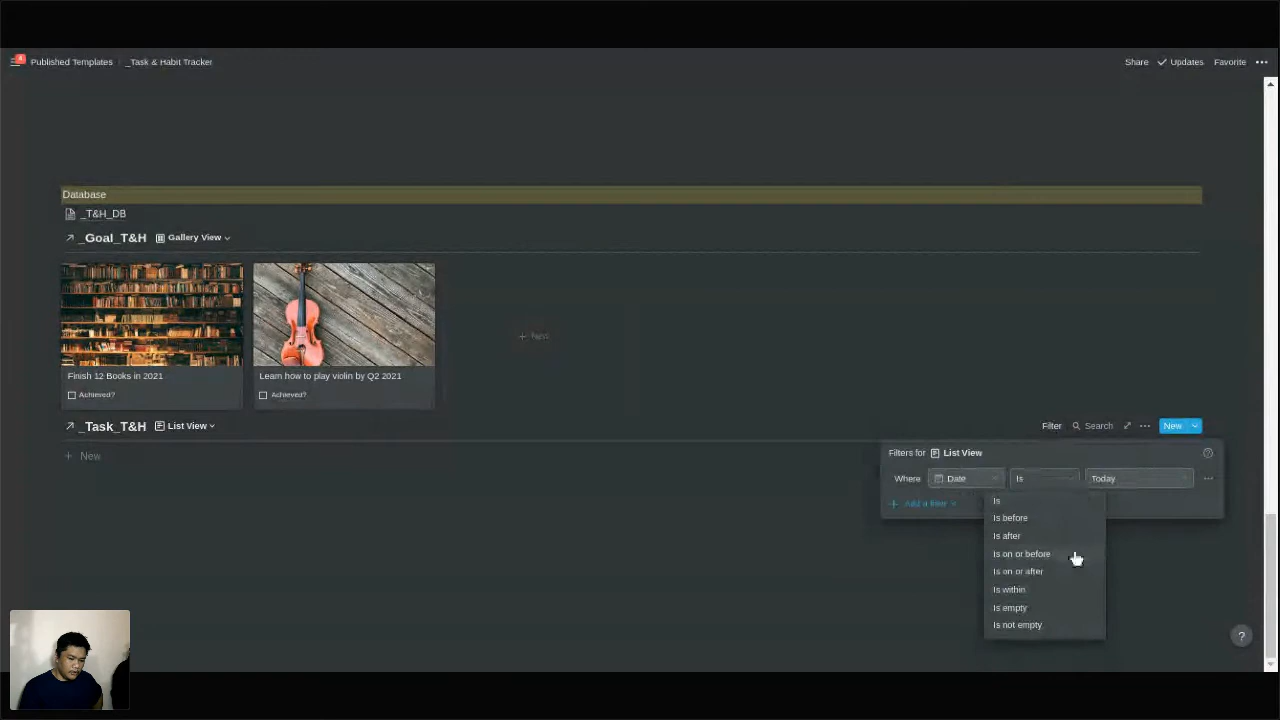 4
Published Templates / _Task & Habit Tracker
Share Updates Favorite
Database
_T&H_DB
_Goal_T&H Gallery View
Finish 12 Books in 2021
Achieved?
Learn how to play violin by Q2 2021
Achieved?
+ New
_Task_T&H List View
Filter Search New
+ New
Filters for List View
Where Date Is Today
+ Add a filter
Is
Is before
Is after
Is on or before
Is on or after
Is within
Is empty
Is not empty
?